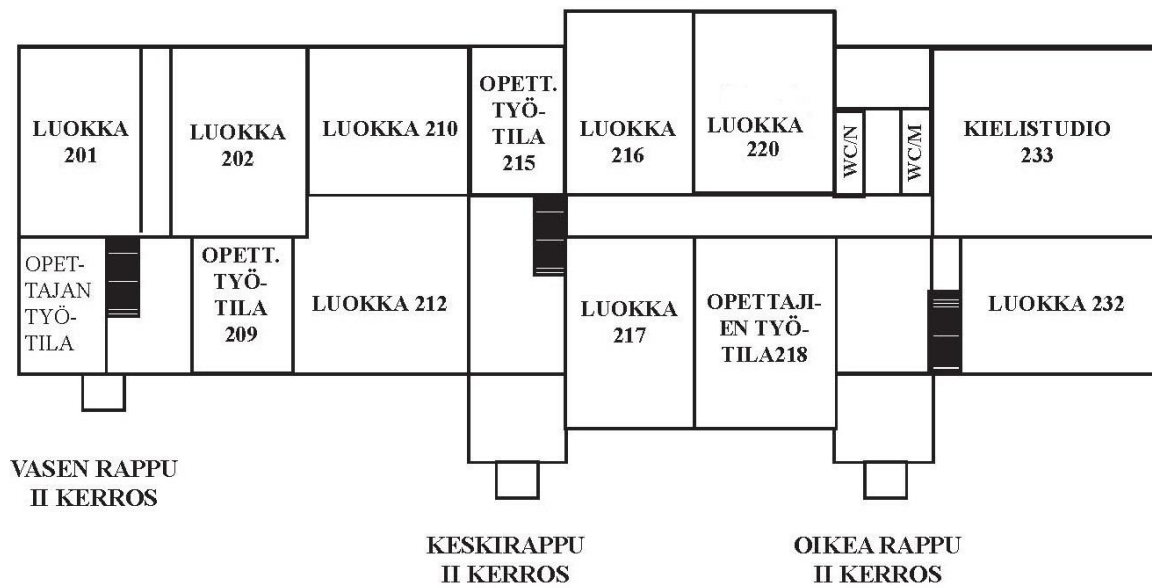 LUOKKA
201
LUOKKA
202
LUOKKA 210
OPETT.
TYÖ-
TILA
215
LUOKKA
216
LUOKKA
220
WC/N
WC/M
KIELISTUDIO
233
OPET-
TAJAN
TYÖ-
TILA
OPETT.
TYÖ-
TILA
209
LUOKKA 212
LUOKKA
217
OPETTAJI-
EN TYÖ-
TILA218
LUOKKA 232
VASEN RAPPU
II KERROS
KESKIRAPPU
II KERROS
OIKEA RAPPU
II KERROS